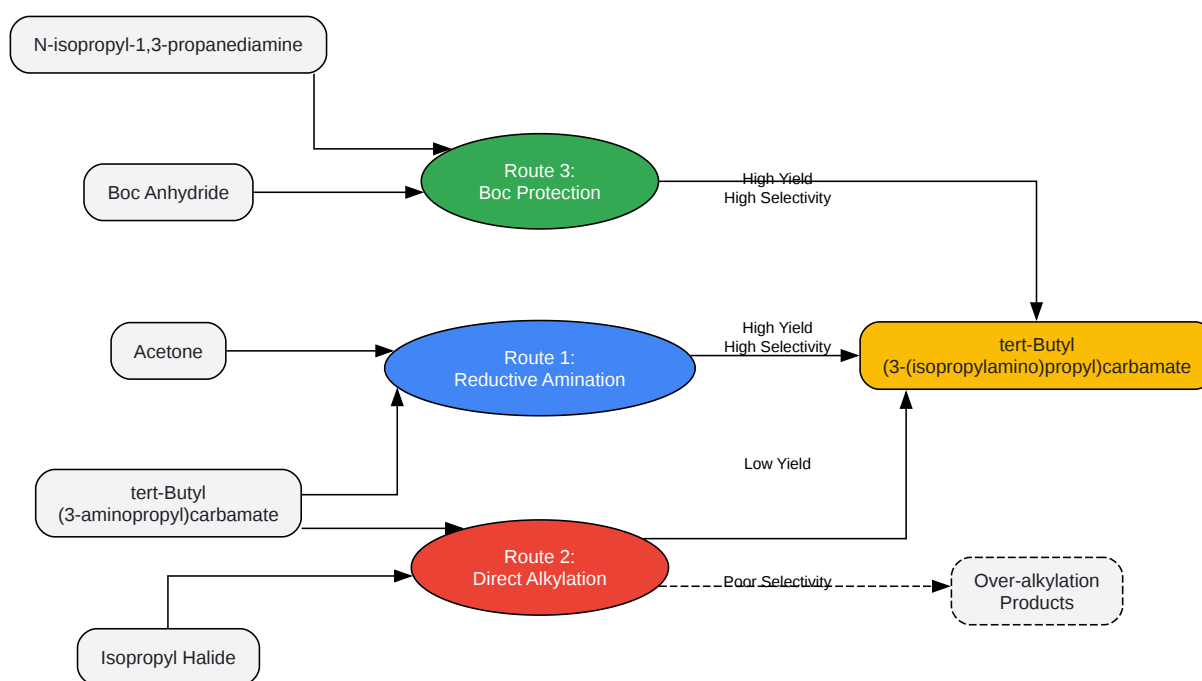 N-isopropyl-1,3-propanediamine
Route 3:
Boc Protection
Boc Anhydride
High Yield
High Selectivity
Acetone
Route 1:
Reductive Amination
High Yield
High Selectivity
tert-Butyl
(3-(isopropylamino)propyl)carbamate
tert-Butyl
(3-aminopropyl)carbamate
Low Yield
Route 2:
Direct Alkylation
Poor Selectivity
Over-alkylation
Products
Isopropyl Halide